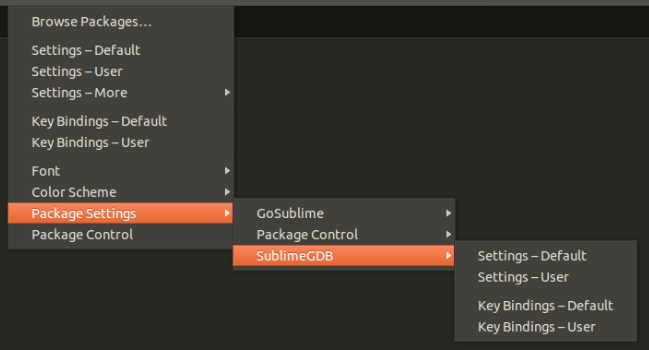 Browse Packages…
Settings – Default
Settings – User
Settings – More
Key Bindings – Default
Key Bindings – User
Font
Color Scheme
Package Settings
Package Control
GoSublime
Package Control
SublimeGDB
Settings – Default
Settings – User
Key Bindings – Default
Key Bindings – User